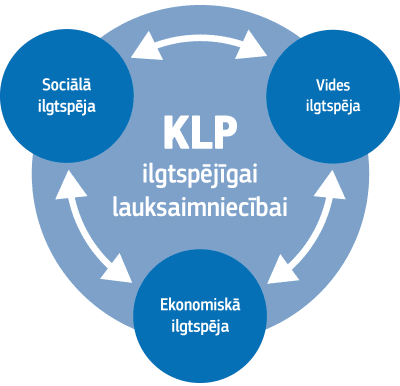 Sociālā
ilgtspēja
Vides
ilgtspēja
KLP
ilgtspējīgai
lauksaimniecībai
Ekonomiskā
ilgtspēja